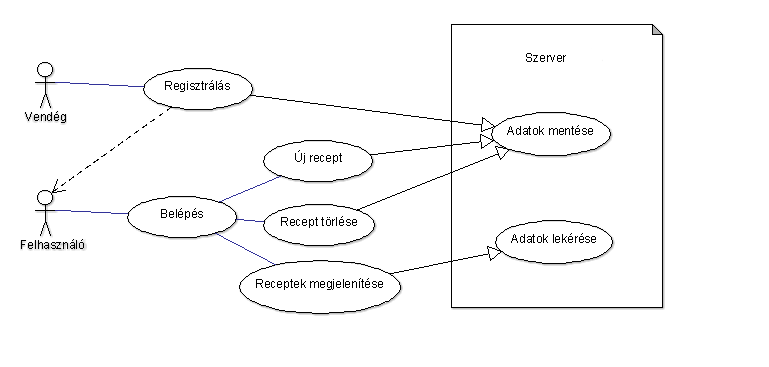 Szerver
Regisztrálás
Vendég
Adatok mentése
Új recept
Belépés
Recept törlése
Felhasználó
Adatok lekérése
Receptek megjelenítése